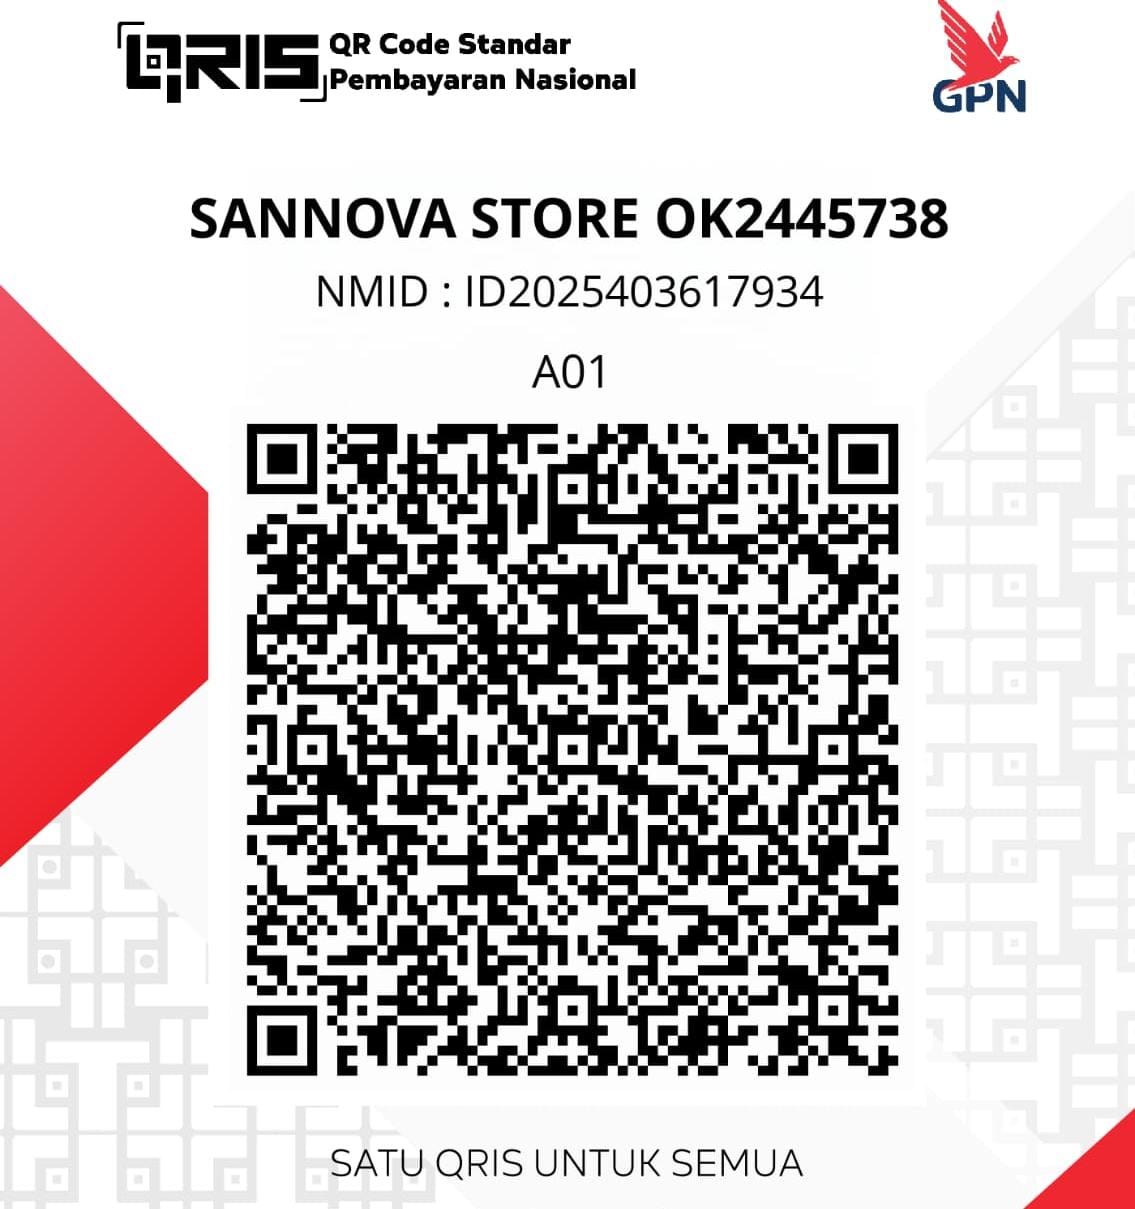 QRIS QR Code Standar
Pembayaran Nasional
GPN
SANNOVA STORE OK2445738
NMID : ID2025403617934
A01
SATU QRIS UNTUK SEMUA